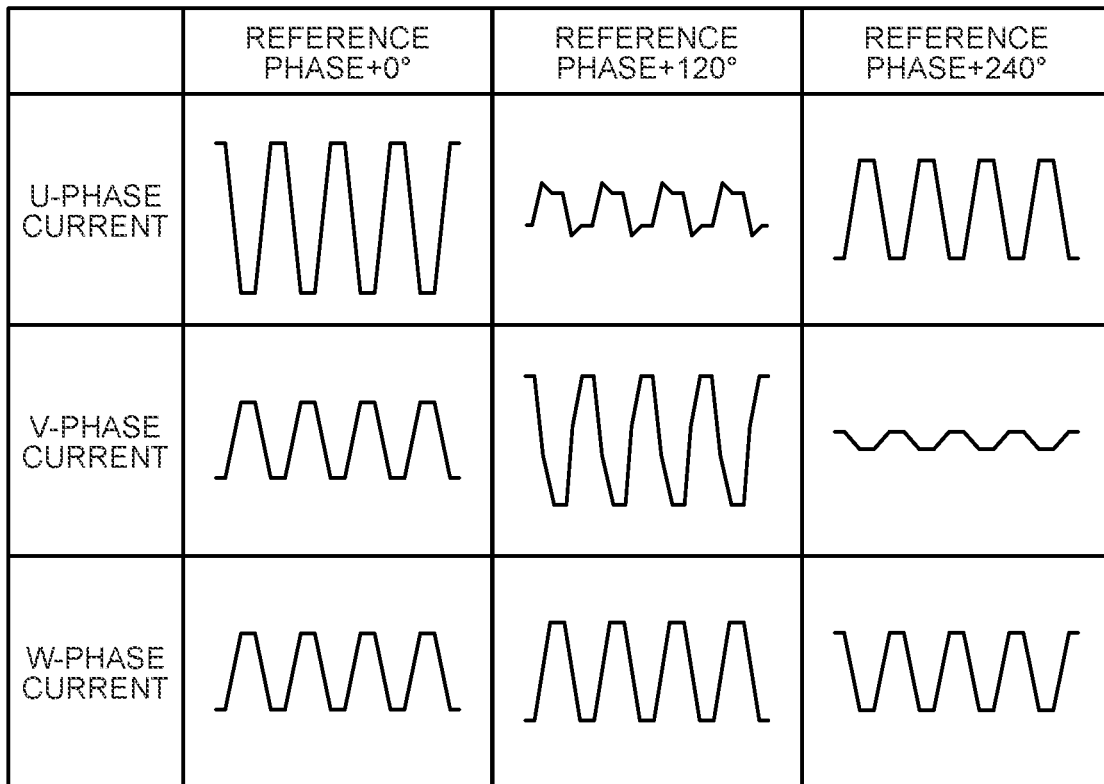 REFERENCE
PHASE+0°
REFERENCE
PHASE+120°
REFERENCE
PHASE+240°
U-PHASE
CURRENT
V-PHASE
CURRENT
W-PHASE
CURRENT